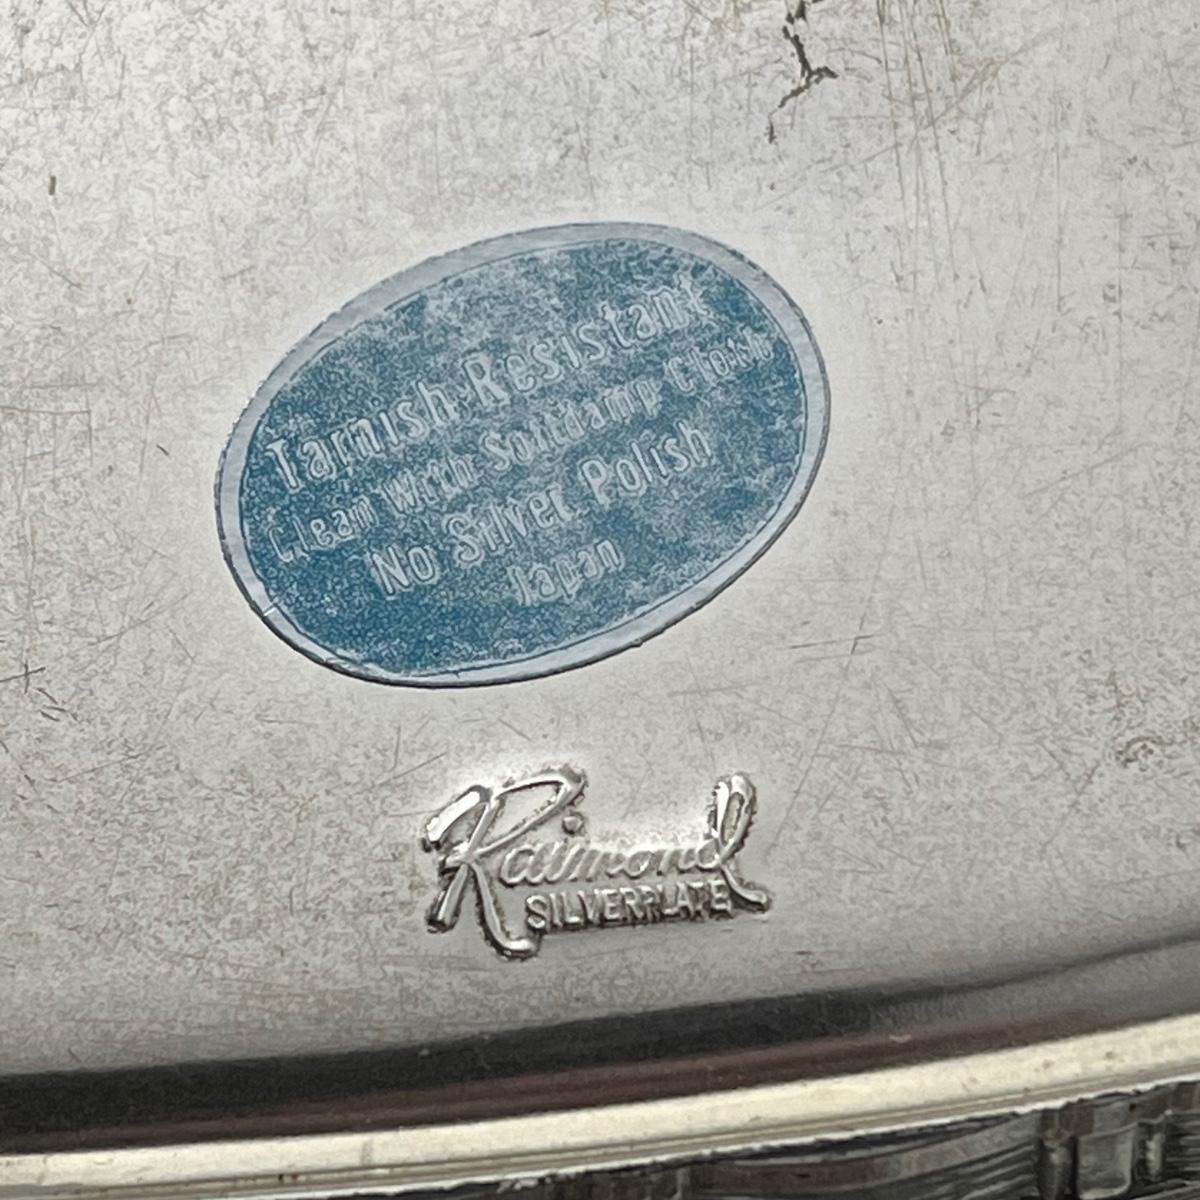 Tarnish Resistant
Clean With Soft damp Cloth
No Silver Polish
Japan
Raimond
SILVERPLATE